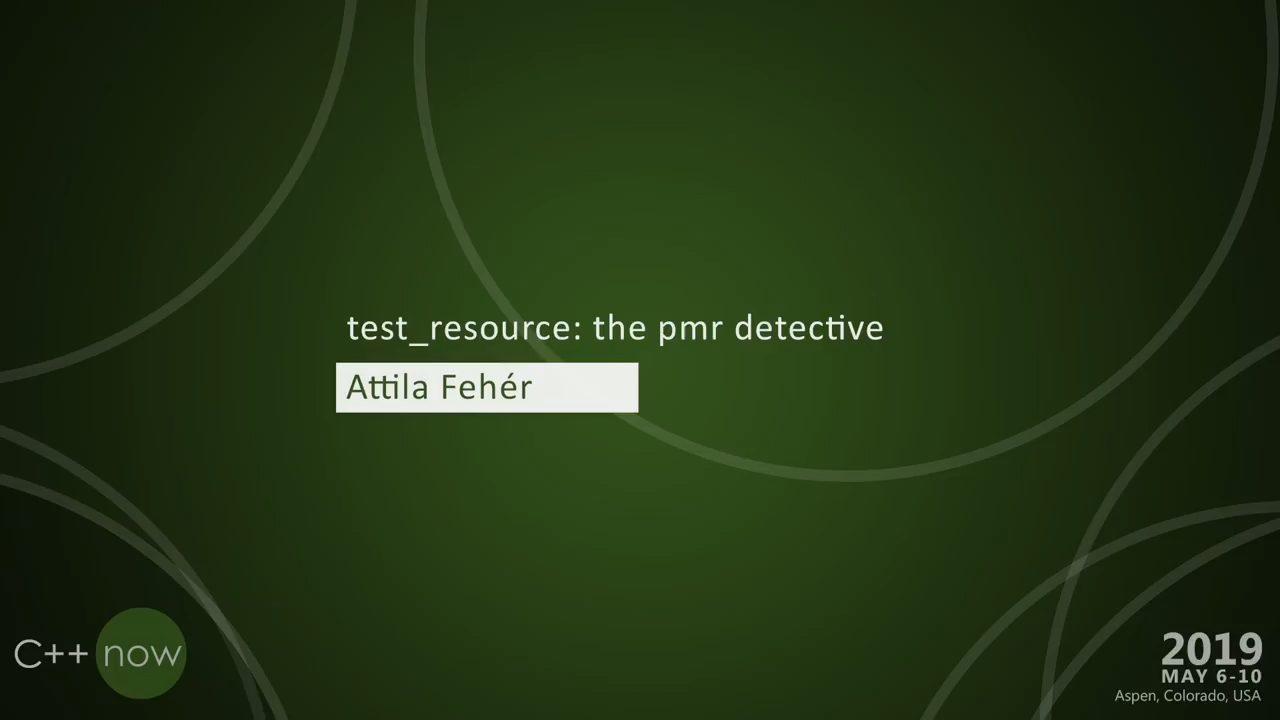 test_resource: the pmr detective
Attila Fehér
C++ now
2019
MAY 6-10
Aspen, Colorado, USA